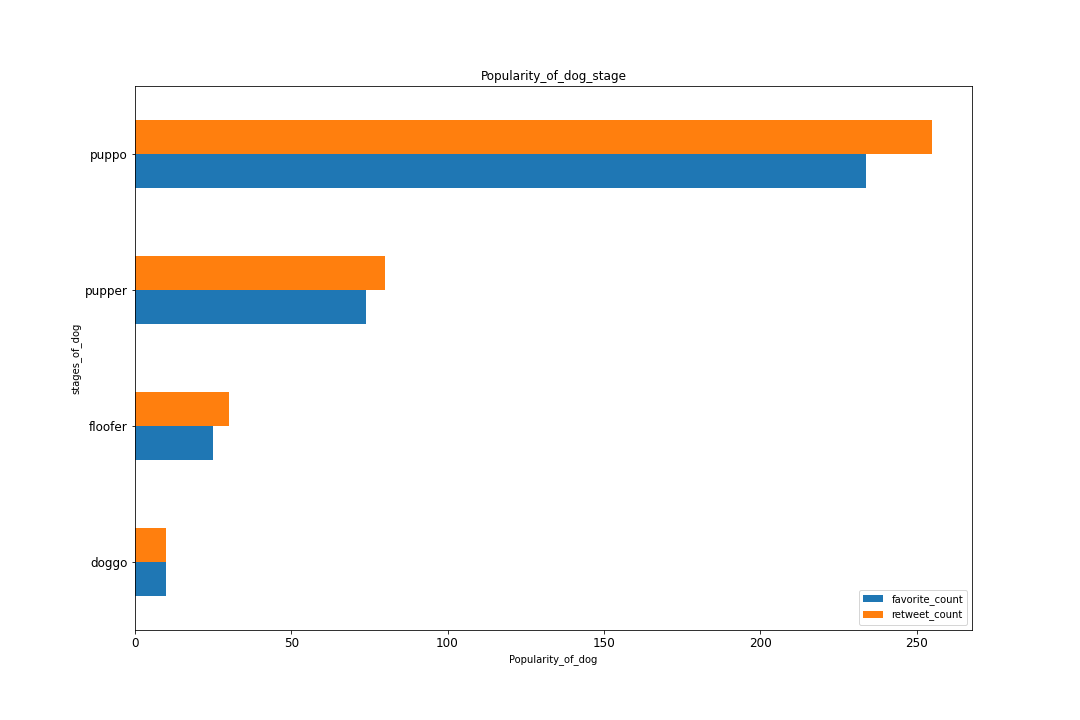 Popularity_of_dog_stage
puppo
pupper
floofer
doggo
stages_of_dog
0 50 100 150 200 250
Popularity_of_dog
favorite_count
retweet_count